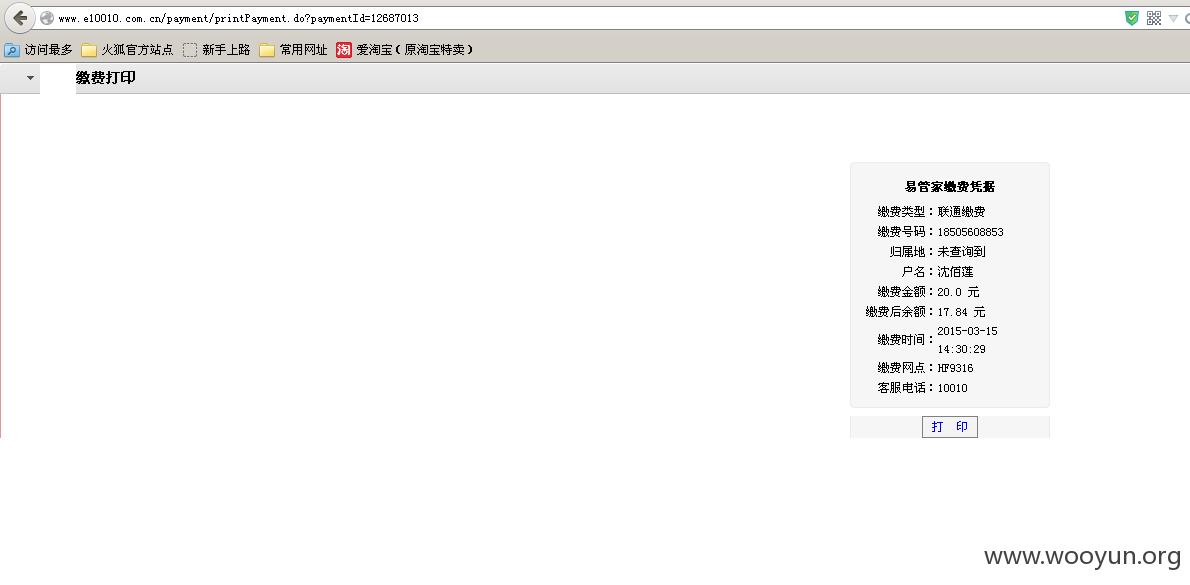 www.e10010.com.cn/payment/printPayment.do?paymentId=12687013
访问最多 火狐官方站点 新手上路 常用网址 淘 爱淘宝（原淘宝特卖）
缴费打印
易管家缴费凭据
缴费类型：联通缴费
缴费号码：18505608853
归属地：未查询到
户名：沈佰莲
缴费金额：20.0 元
缴费后余额：17.84 元
缴费时间：2015-03-15
14:30:29
缴费网点：HF9316
客服电话：10010
打 印
www.wooyun.org